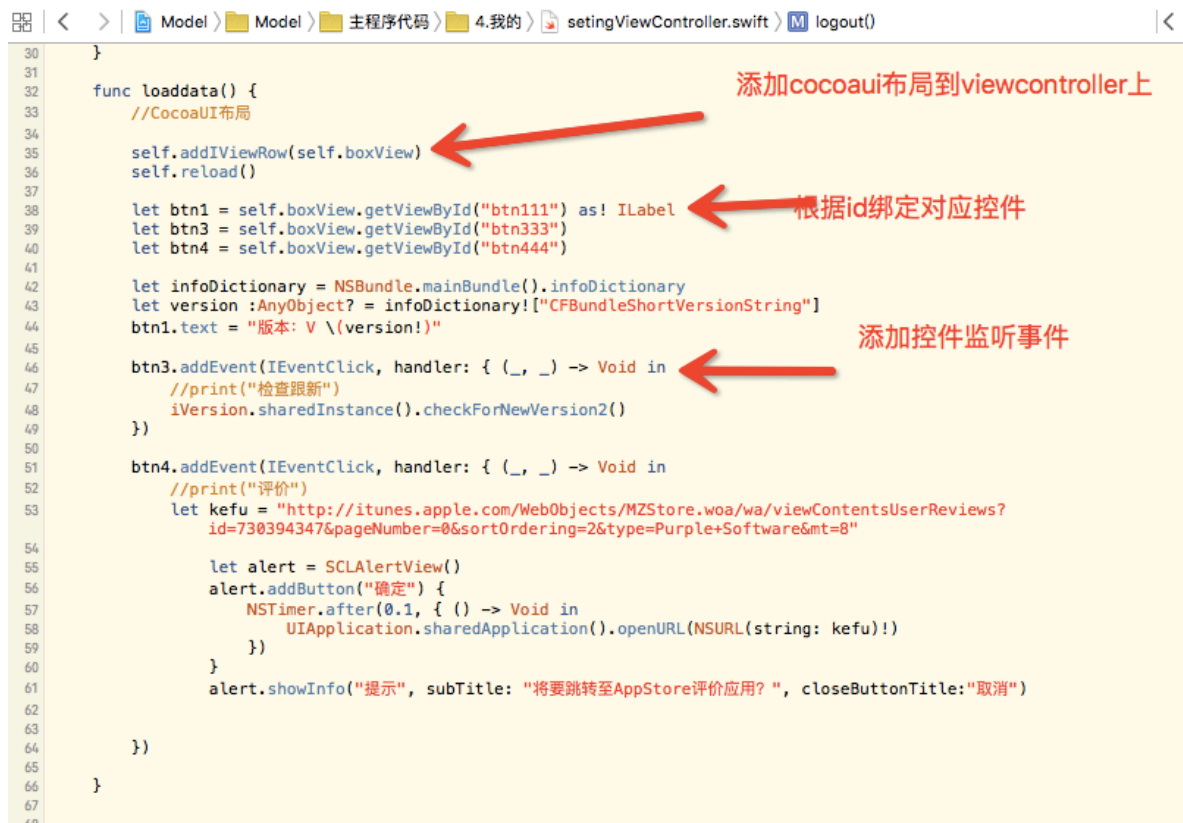 Model 〉 Model 〉 主程序代码 〉 4.我的 〉 setingViewController.swift 〉 M logout()
30 }
31
添加cocoaui布局到viewcontroller上
32 func loaddata() {
33 //CocoaUI布局
34
35 self.addIViewRow(self.boxView)
36 self.reload()
37
38 let btn1 = self.boxView.getViewById("btn111") as! ILabel
根据id绑定对应控件
39 let btn3 = self.boxView.getViewById("btn333")
40 let btn4 = self.boxView.getViewById("btn444")
41
42 let infoDictionary = NSBundle.mainBundle().infoDictionary
43 let version :AnyObject? = infoDictionary!["CFBundleShortVersionString"]
44 btn1.text = "版本: V \(version!)"
添加控件监听事件
45
46 btn3.addEvent(IEventClick, handler: { (_, _) -> Void in
47 //print("检查跟新")
48 iVersion.sharedInstance().checkForNewVersion2()
49 })
50
51 btn4.addEvent(IEventClick, handler: { (_, _) -> Void in
52 //print("评价")
53 let kefu = "http://itunes.apple.com/WebObjects/MZStore.woa/wa/viewContentsUserReviews?
id=730394347&pageNumber=0&sortOrdering=2&type=Purple+Software&mt=8"
54
55 let alert = SCLAlertView()
56 alert.addButton("确定") {
57 NSTimer.after(0.1, { () -> Void in
58 UIApplication.sharedApplication().openURL(NSURL(string: kefu)!)
59 })
60 }
61 alert.showInfo("提示", subTitle: "将要跳转至AppStore评价应用? ", closeButtonTitle:"取消")
62
63
64 })
65
66 }
67
68